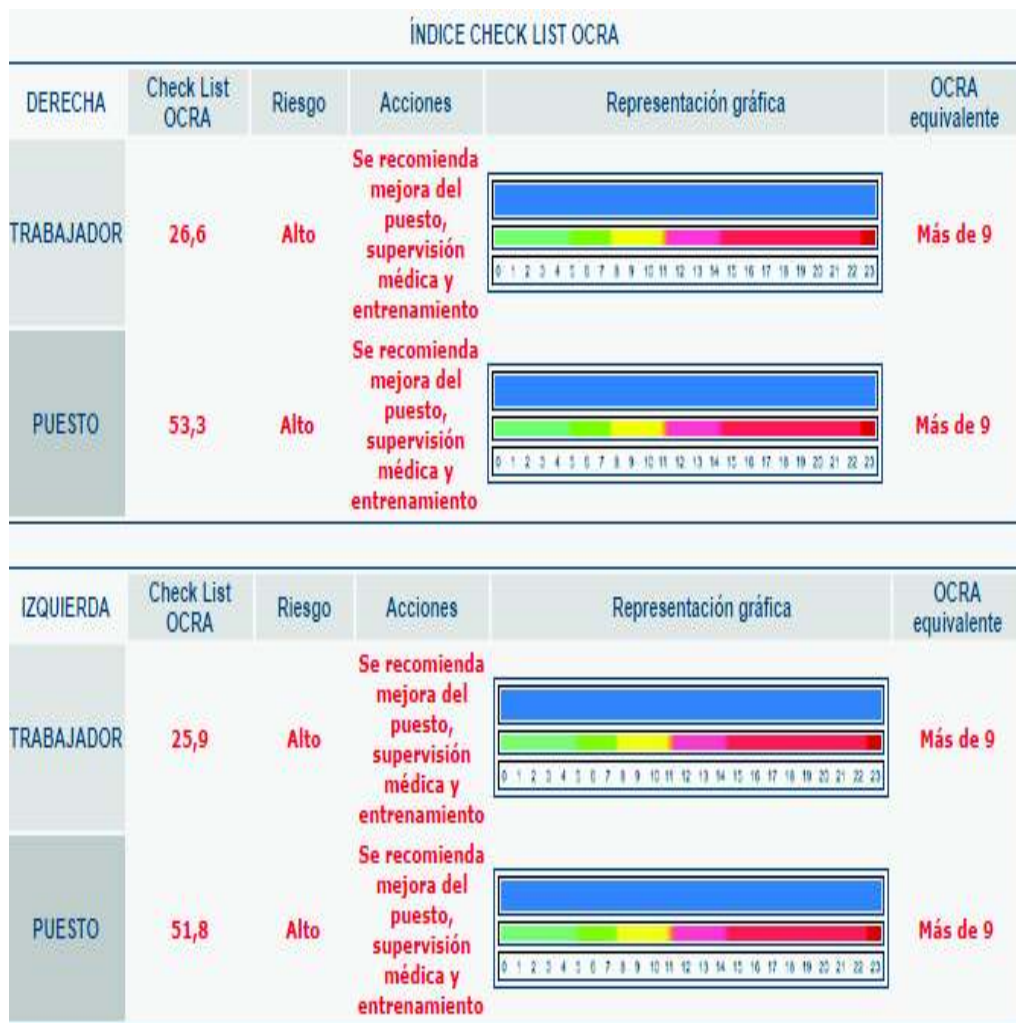 ÍNDICE CHECK LIST OCRA
DERECHA
Check List
OCRA
Riesgo
Acciones
Representación gráfica
OCRA
equivalente
TRABAJADOR
26,6
Alto
Se recomienda
mejora del
puesto,
supervisión
médica y
entrenamiento
0 1 2 3 4 5 6 7 8 9 10 11 12 13 14 15 16 17 18 19 20 21 22 23
Más de 9
PUESTO
53,3
Alto
Se recomienda
mejora del
puesto,
supervisión
médica y
entrenamiento
0 1 2 3 4 5 6 7 8 9 10 11 12 13 14 15 16 17 18 19 20 21 22 23
Más de 9
IZQUIERDA
Check List
OCRA
Riesgo
Acciones
Representación gráfica
OCRA
equivalente
TRABAJADOR
25,9
Alto
Se recomienda
mejora del
puesto,
supervisión
médica y
entrenamiento
0 1 2 3 4 5 6 7 8 9 10 11 12 13 14 15 16 17 18 19 20 21 22 23
Más de 9
PUESTO
51,8
Alto
Se recomienda
mejora del
puesto,
supervisión
médica y
entrenamiento
0 1 2 3 4 5 6 7 8 9 10 11 12 13 14 15 16 17 18 19 20 21 22 23
Más de 9